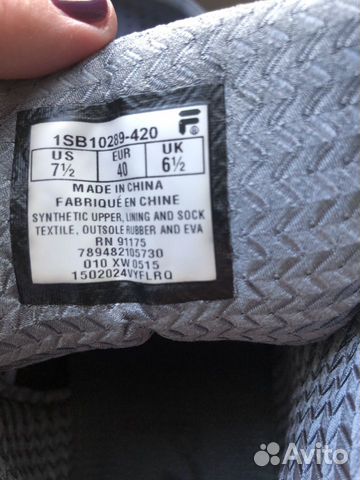 1SB10289-420
US EUR UK
7½ 40 6½
MADE IN CHINA
FABRIQUÉ EN CHINE
SYNTHETIC UPPER, LINING AND SOCK
TEXTILE, OUTSOLE RUBBER AND EVA
RN 91175
789482105730
010 XW 0515
1502024VYFLRQ
Avito